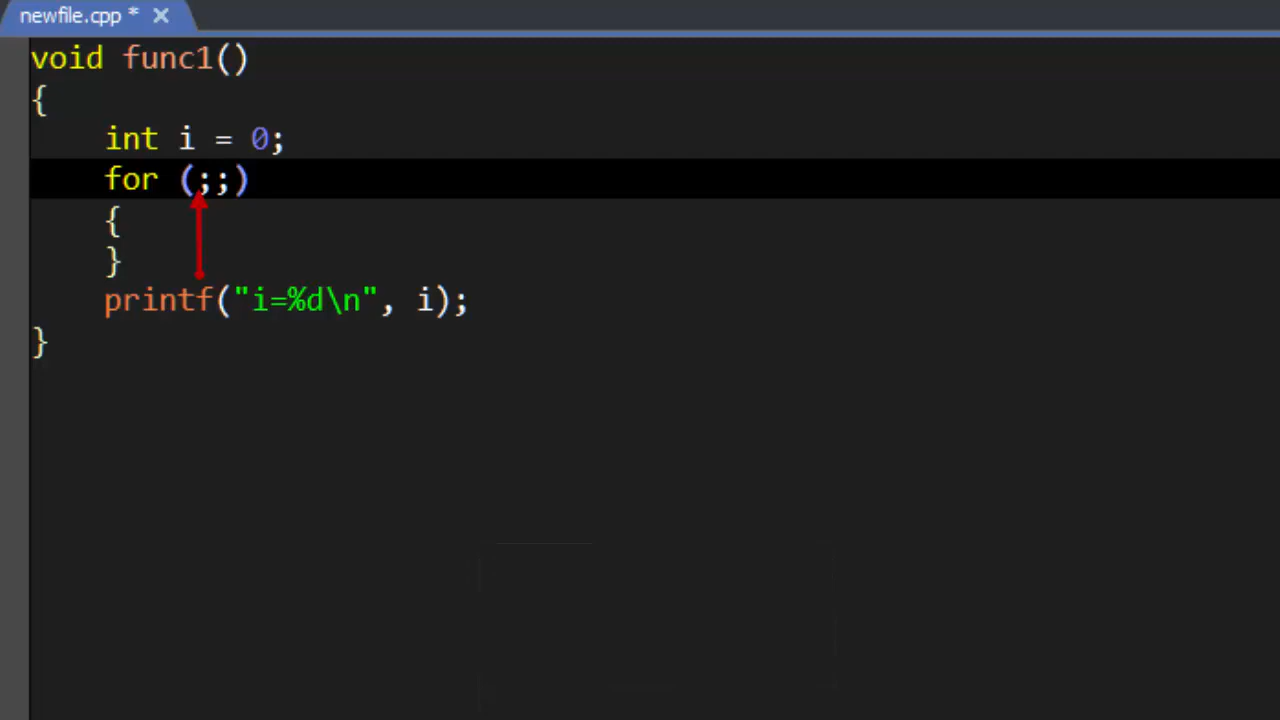 newfile.cpp *
void func1()
{
    int i = 0;
    for (;;)
    {
    }
    printf("i=%d\n", i);
}